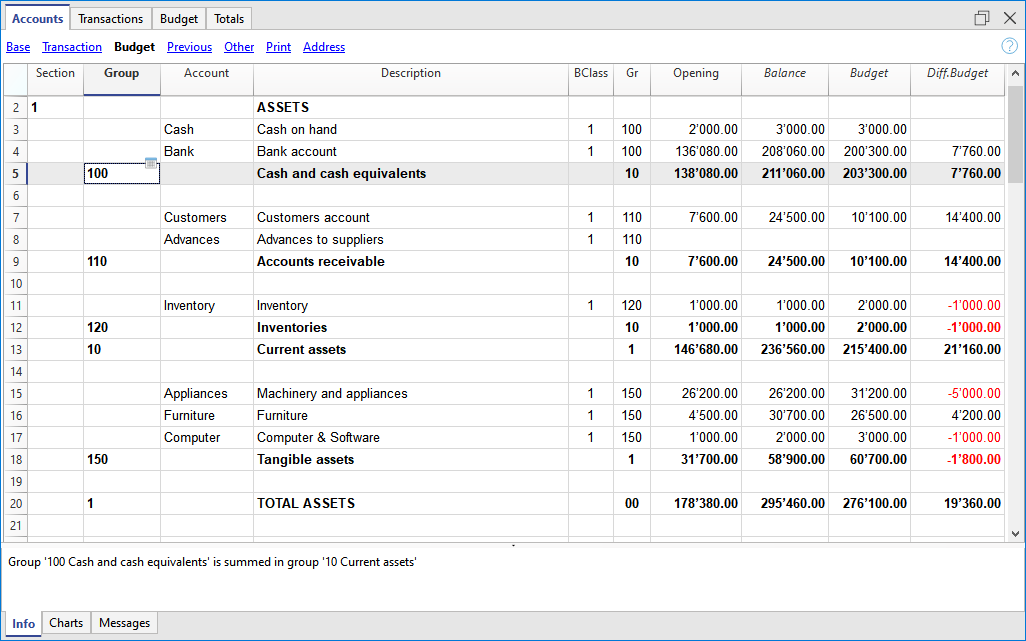 Accounts Transactions Budget Totals
Base Transaction Budget Previous Other Print Address ?
Section Group Account Description BClass Gr Opening Balance Budget Diff.Budget
2 1 ASSETS
3 Cash Cash on hand 1 100 2’000.00 3’000.00 3’000.00
4 Bank Bank account 1 100 136’080.00 208’060.00 200’300.00 7’760.00
5 100 Cash and cash equivalents 10 138’080.00 211’060.00 203’300.00 7’760.00
6
7 Customers Customers account 1 110 7’600.00 24’500.00 10’100.00 14’400.00
8 Advances Advances to suppliers 1 110
9 110 Accounts receivable 10 7’600.00 24’500.00 10’100.00 14’400.00
10
11 Inventory Inventory 1 120 1’000.00 1’000.00 2’000.00 -1’000.00
12 120 Inventories 10 1’000.00 1’000.00 2’000.00 -1’000.00
13 10 Current assets 1 146’680.00 236’560.00 215’400.00 21’160.00
14
15 Appliances Machinery and appliances 1 150 26’200.00 26’200.00 31’200.00 -5’000.00
16 Furniture Furniture 1 150 4’500.00 30’700.00 26’500.00 4’200.00
17 Computer Computer & Software 1 150 1’000.00 2’000.00 3’000.00 -1’000.00
18 150 Tangible assets 1 31’700.00 58’900.00 60’700.00 -1’800.00
19
20 1 TOTAL ASSETS 00 178’380.00 295’460.00 276’100.00 19’360.00
21
Group '100 Cash and cash equivalents' is summed in group '10 Current assets'
Info Charts Messages